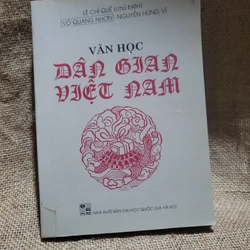 LÊ CHÍ QUẾ (chủ biên)
VÕ QUANG NHƠN - NGUYỄN HÙNG VĨ
VĂN HỌC
DÂN GIAN
VIỆT NAM
NHÀ XUẤT BẢN ĐẠI HỌC QUỐC GIA HÀ NỘI